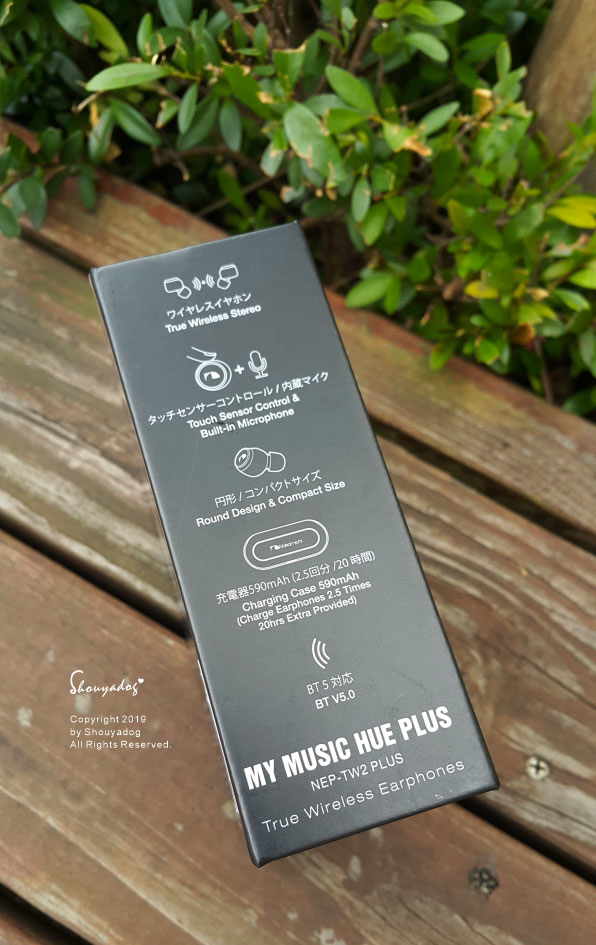 ワイヤレスイヤホン
True Wireless Stereo
タッチセンサーコントロール / 内蔵マイク
Touch Sensor Control &
Built-in Microphone
円形 / コンパクトサイズ
Round Design & Compact Size
充電器590mAh (2.5回分 /20 時間)
Charging Case 590mAh
(Charge Earphones 2.5 Times
20hrs Extra Provided)
BT 5 対応
BT V5.0
MY MUSIC HUE PLUS
NEP-TW2 PLUS
True Wireless Earphones
Shouyadog
Copyright 2019
by Shouyadog
All Rights Reserved.